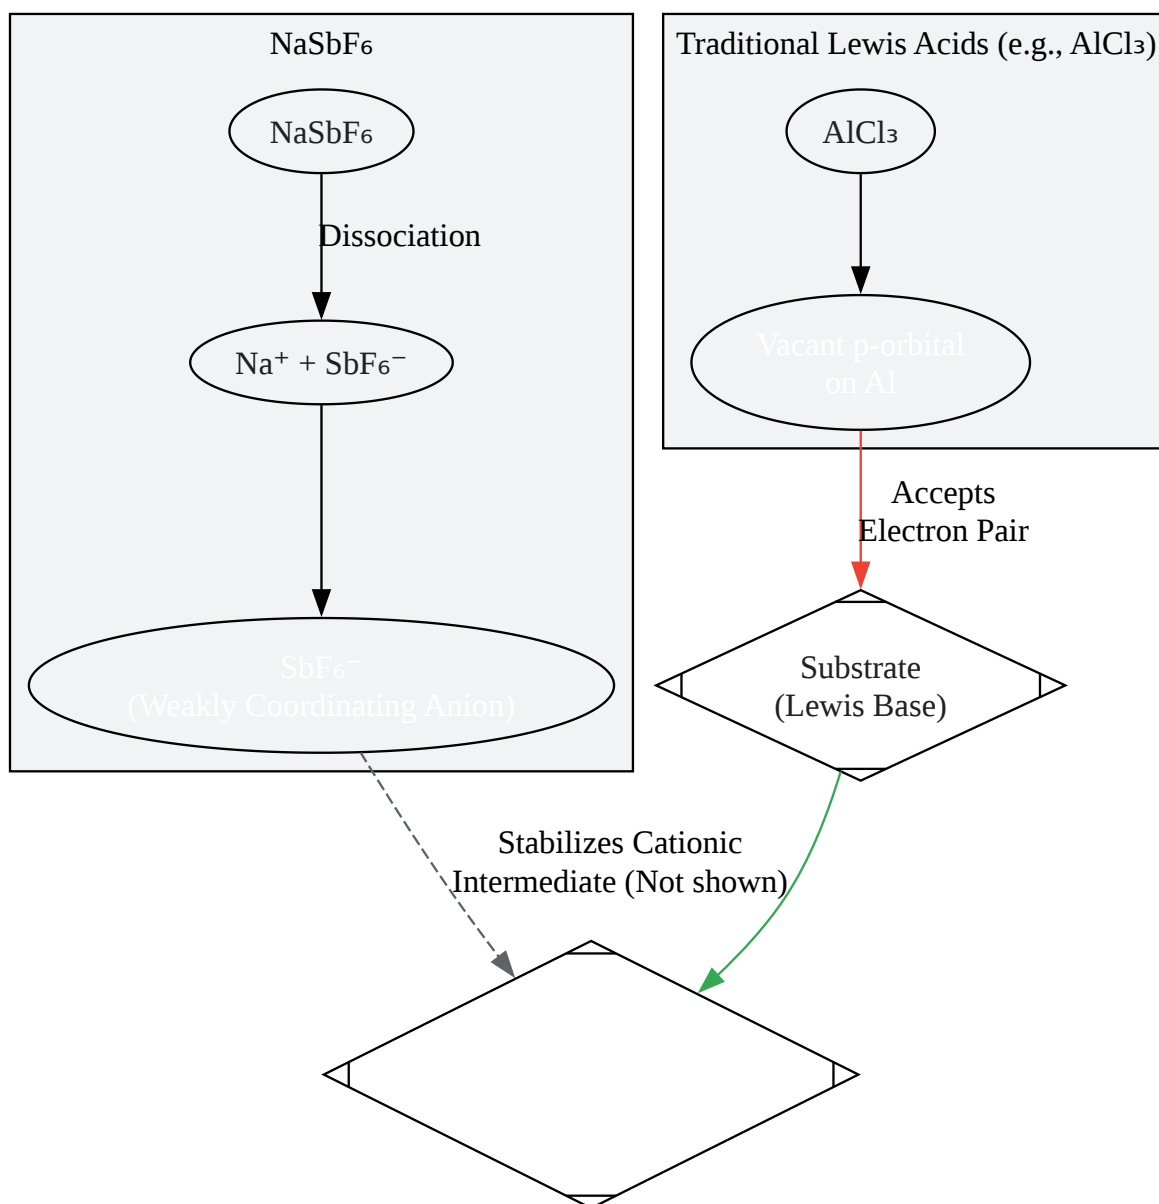 NaSbF₆
NaSbF₆
Dissociation
Na⁺ + SbF₆⁻
SbF₆⁻
(Weakly Coordinating Anion)
Traditional Lewis Acids (e.g., AlCl₃)
AlCl₃
Vacant p-orbital
on Al
Accepts
Electron Pair
Substrate
(Lewis Base)
Stabilizes Cationic
Intermediate (Not shown)